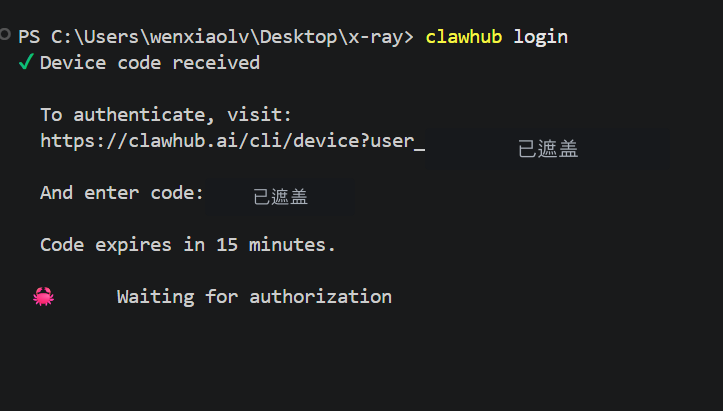 PS C:\Users\wenxiaolv\Desktop\x-ray> clawhub login
✓ Device code received
To authenticate, visit:
https://clawhub.ai/cli/device?user_ 已遮盖
And enter code: 已遮盖
Code expires in 15 minutes.
🦀 Waiting for authorization